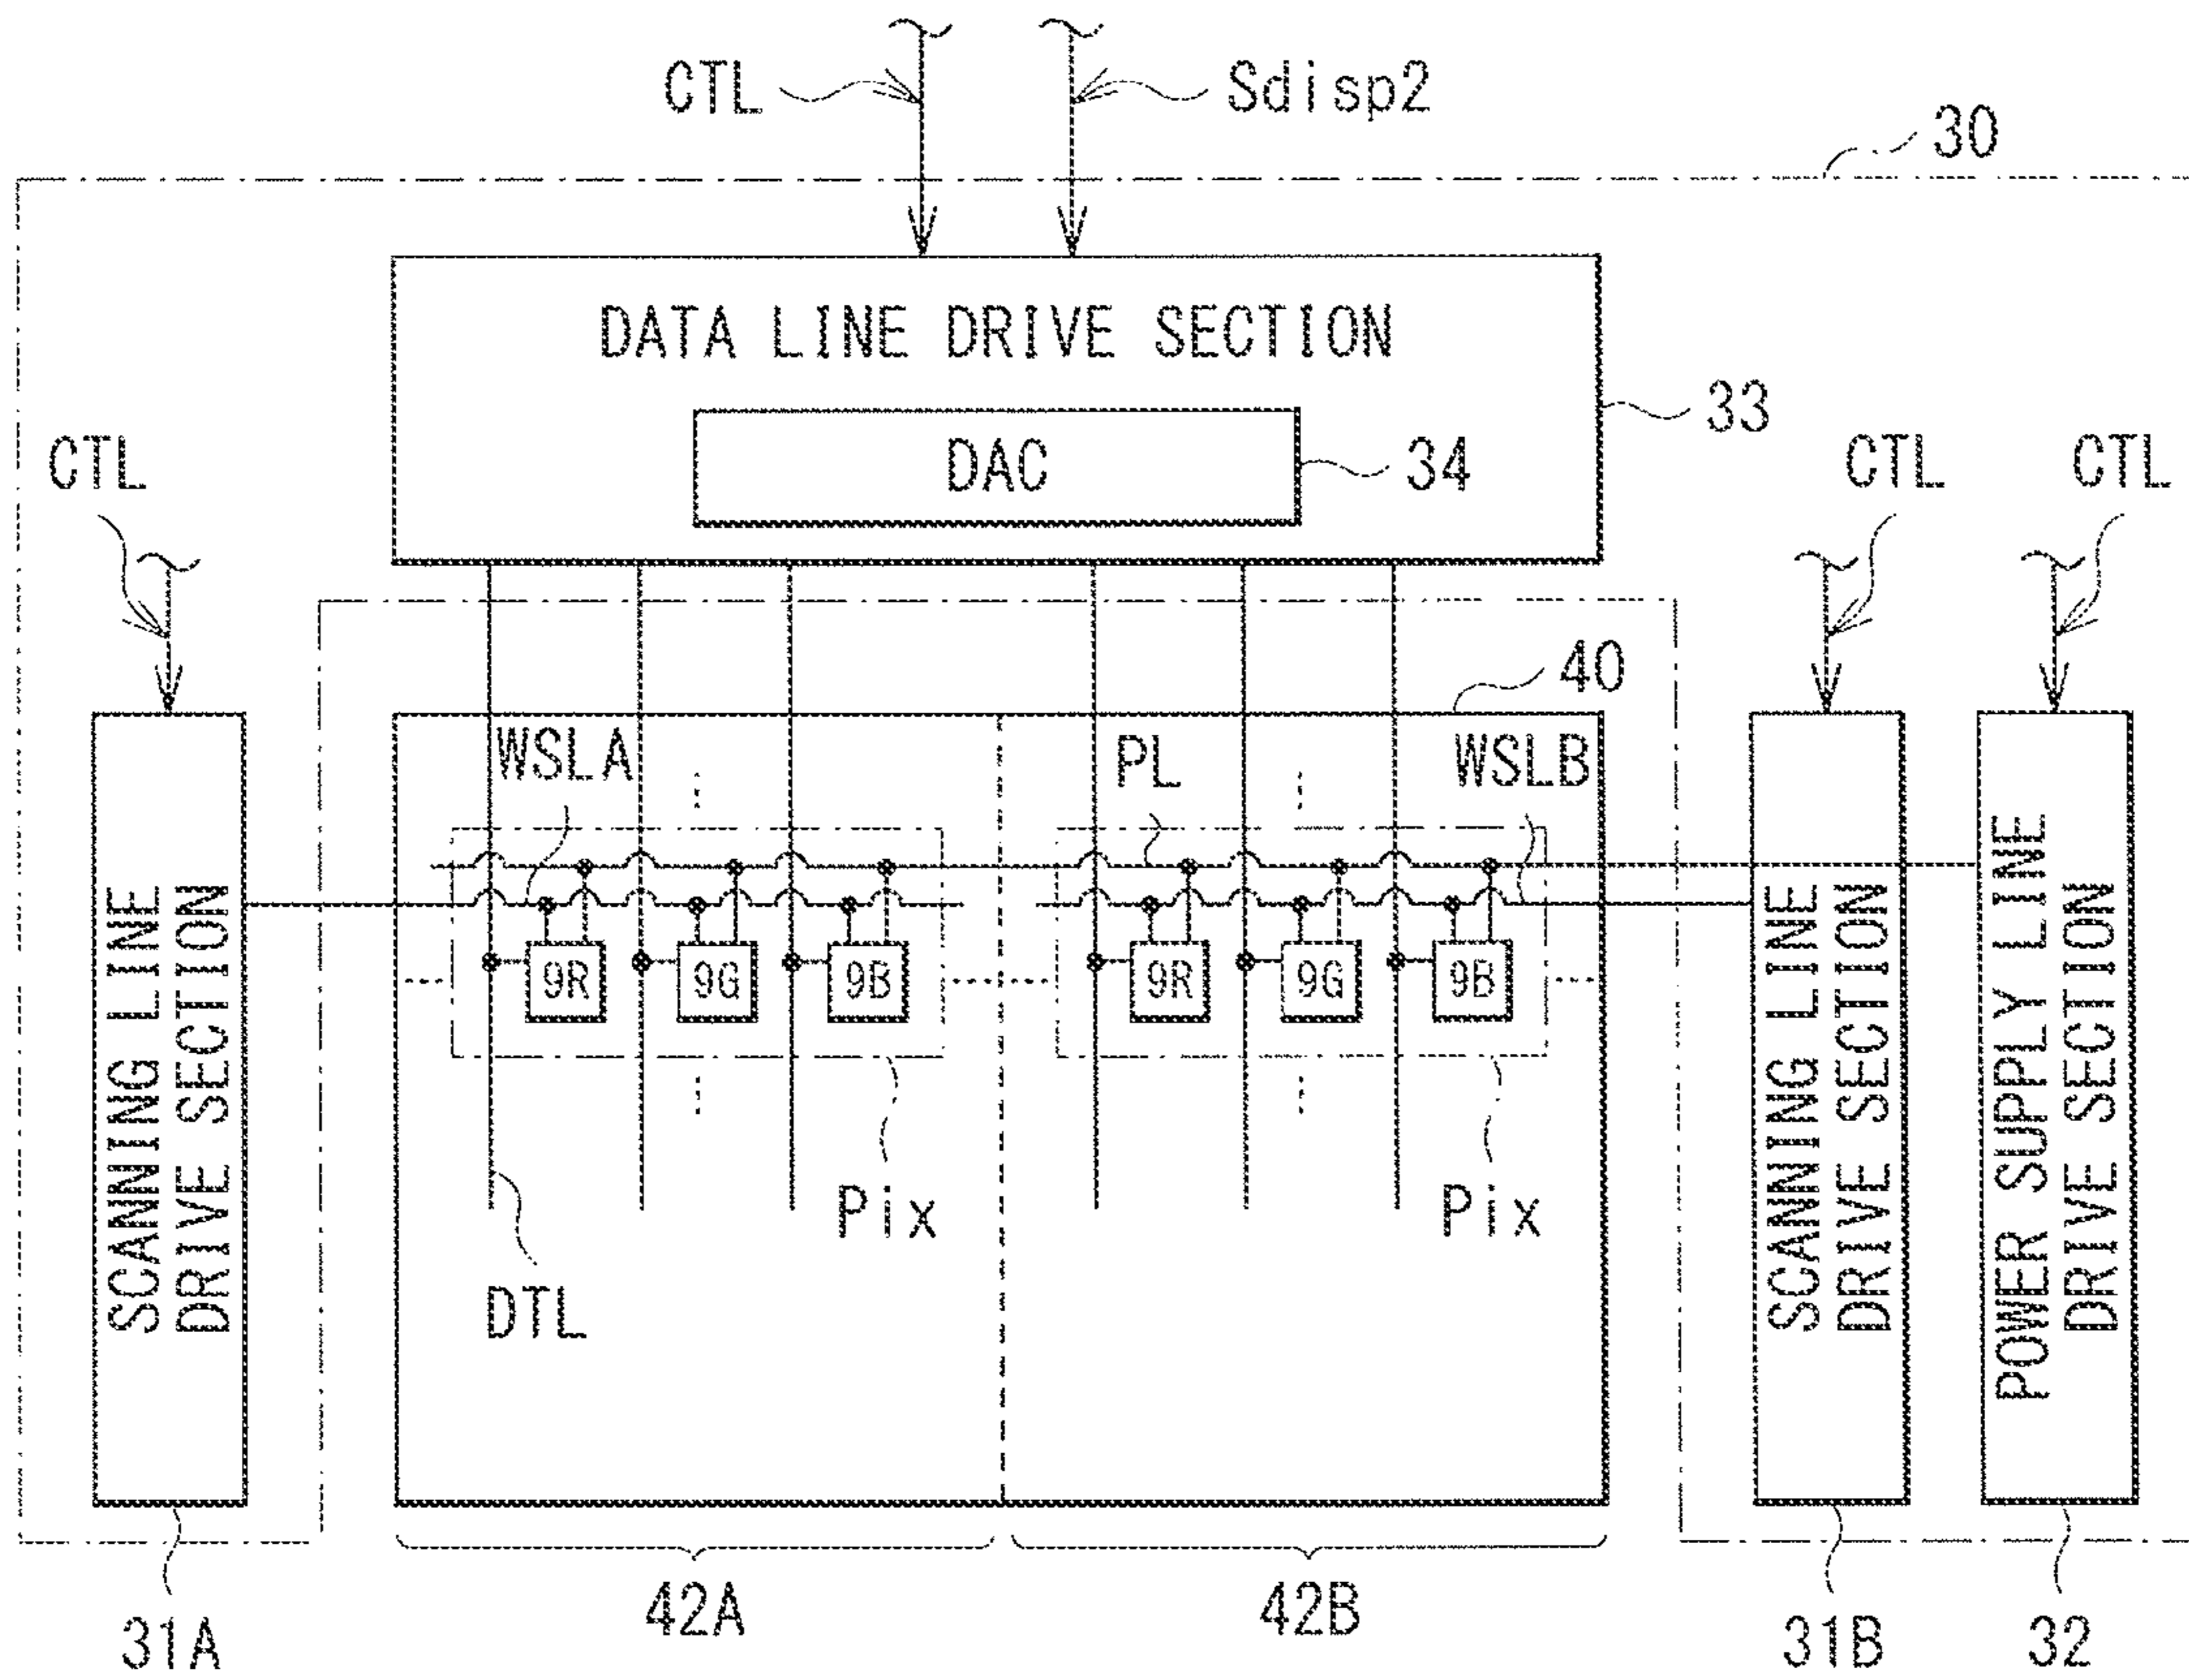 CTL
Sdisp2
30
DATA LINE DRIVE SECTION
33
DAC
34
CTL
CTL
CTL
40
WSLA
PL
WSLB
9R
9G
9B
9R
9G
9B
SCANNING LINE
DRIVE SECTION
SCANNING LINE
DRIVE SECTION
POWER SUPPLY LINE
DRIVE SECTION
Pix
Pix
DTL
42A
42B
31A
31B
32